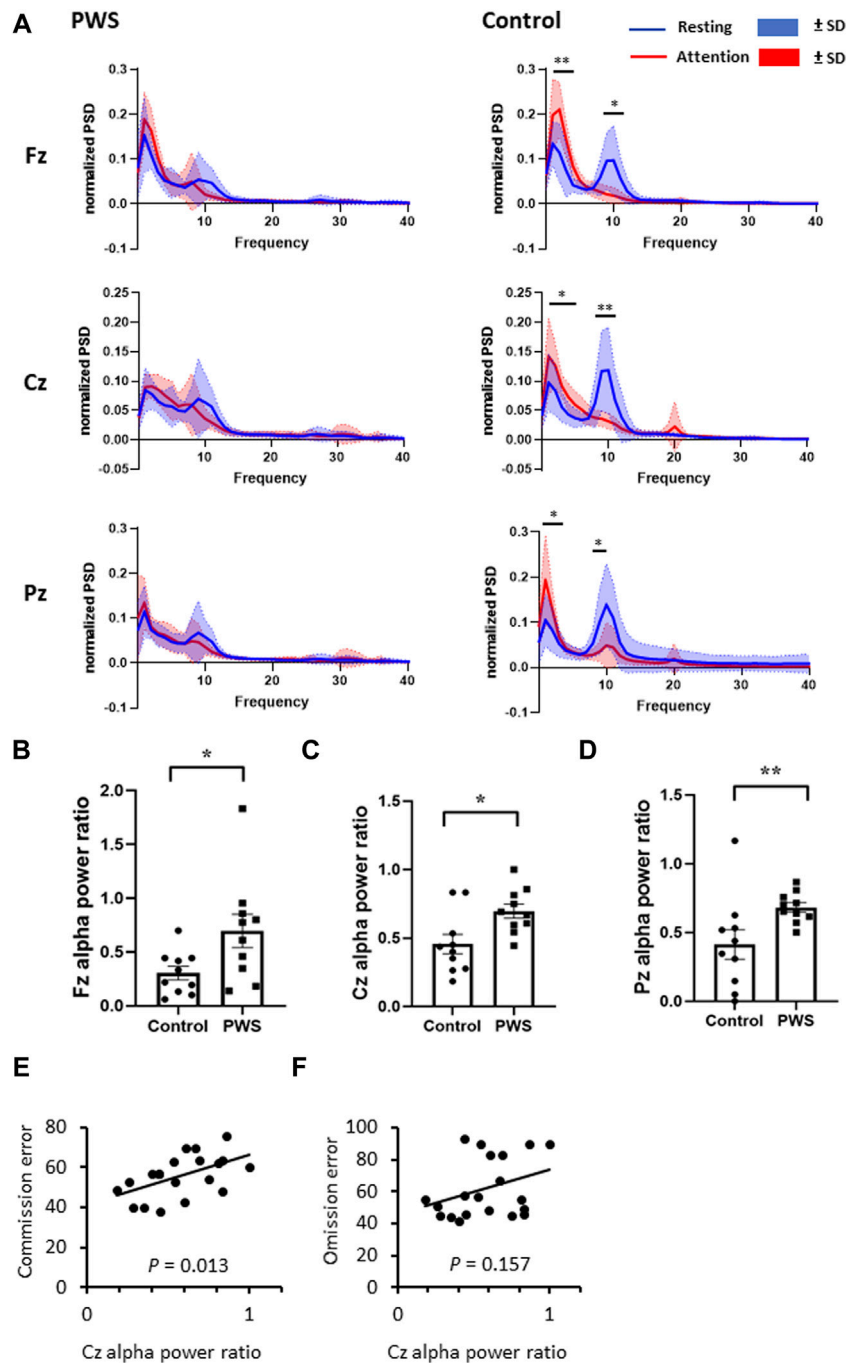 A PWS Control
Resting ± SD
Attention ± SD
Fz
normalized PSD
0.3
0.2
0.1
0.0
-0.1
10 20 30 40
Frequency
** *
normalized PSD
0.3
0.2
0.1
0.0
-0.1
10 20 30 40
Frequency
Cz
normalized PSD
0.25
0.20
0.15
0.10
0.05
0.00
-0.05
10 20 30 40
Frequency
* **
normalized PSD
0.25
0.20
0.15
0.10
0.05
0.00
-0.05
10 20 30 40
Frequency
Pz
normalized PSD
0.3
0.2
0.1
0.0
-0.1
10 20 30 40
Frequency
* *
normalized PSD
0.3
0.2
0.1
0.0
-0.1
10 20 30 40
Frequency
B
*
Fz alpha power ratio
2.0
1.5
1.0
0.5
0.0
Control PWS
C
*
Cz alpha power ratio
1.5
1.0
0.5
0.0
Control PWS
D
**
Pz alpha power ratio
1.5
1.0
0.5
0.0
Control PWS
E
Commission error
80
60
40
20
0
P = 0.013
0 1
Cz alpha power ratio
F
Omission error
100
80
60
40
20
0
P = 0.157
0 1
Cz alpha power ratio